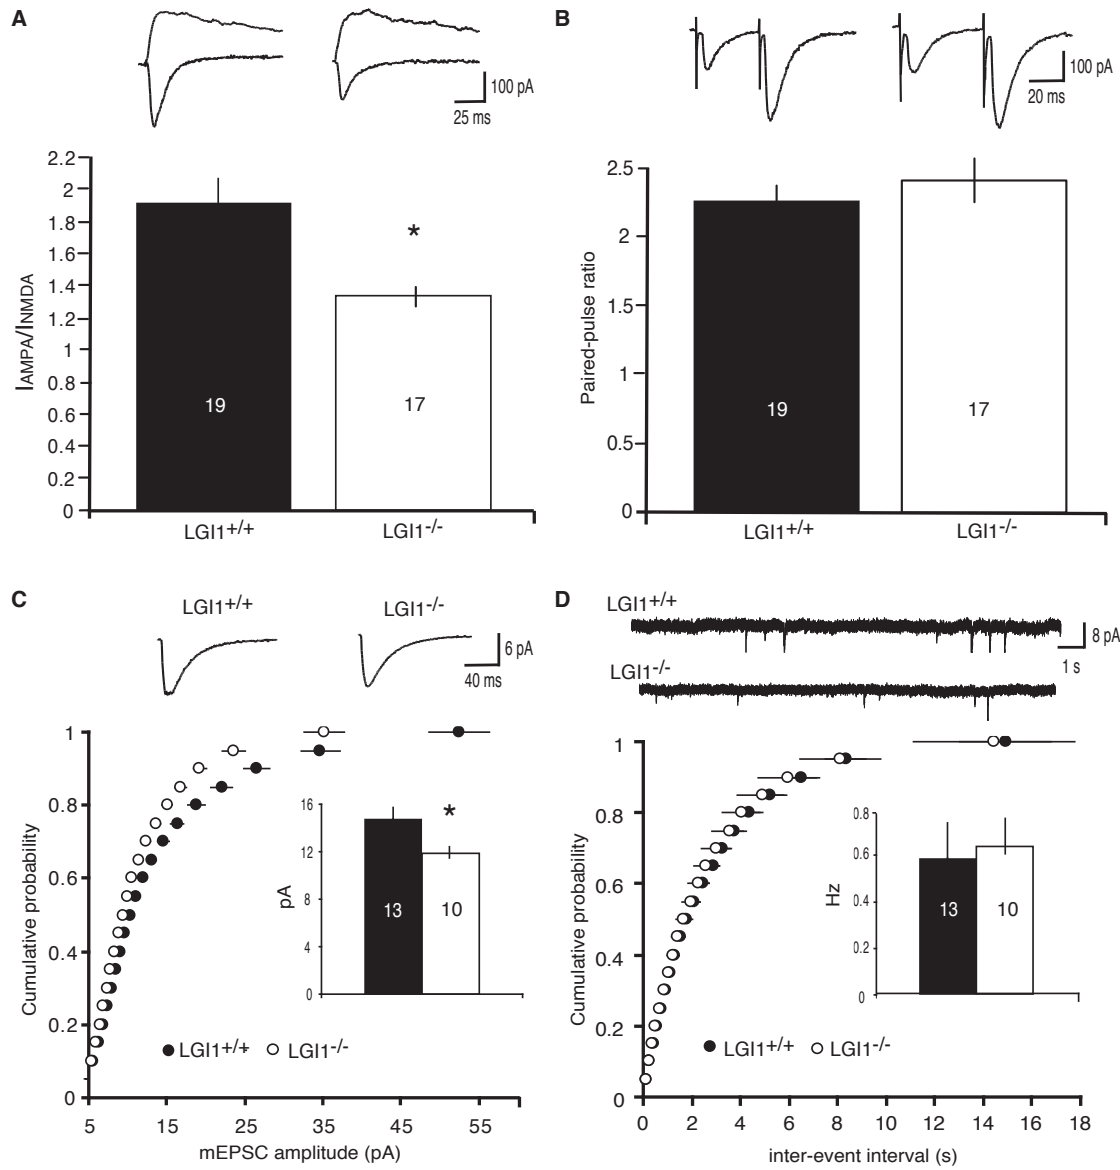 A
100 pA
25 ms
2.2
2
1.8
1.6
1.4
1.2
1
0.8
0.6
0.4
0.2
0
IAMPA/INMDA
*
19
17
LGI1+/+
LGI1-/-
B
100 pA
20 ms
2.5
2
1.5
1
0.5
0
Paired-pulse ratio
19
17
LGI1+/+
LGI1-/-
C
LGI1+/+
LGI1-/-
6 pA
40 ms
1
0.8
0.6
0.4
0.2
0
Cumulative probability
16
12
8
4
0
pA
*
13
10
LGI1+/+
LGI1-/-
5
15
25
35
45
55
mEPSC amplitude (pA)
D
LGI1+/+
8 pA
1 s
LGI1-/-
1
0.8
0.6
0.4
0.2
0
Cumulative probability
0.8
0.6
0.4
0.2
0
Hz
13
10
LGI1+/+
LGI1-/-
0
2
4
6
8
10
12
14
16
18
inter-event interval (s)